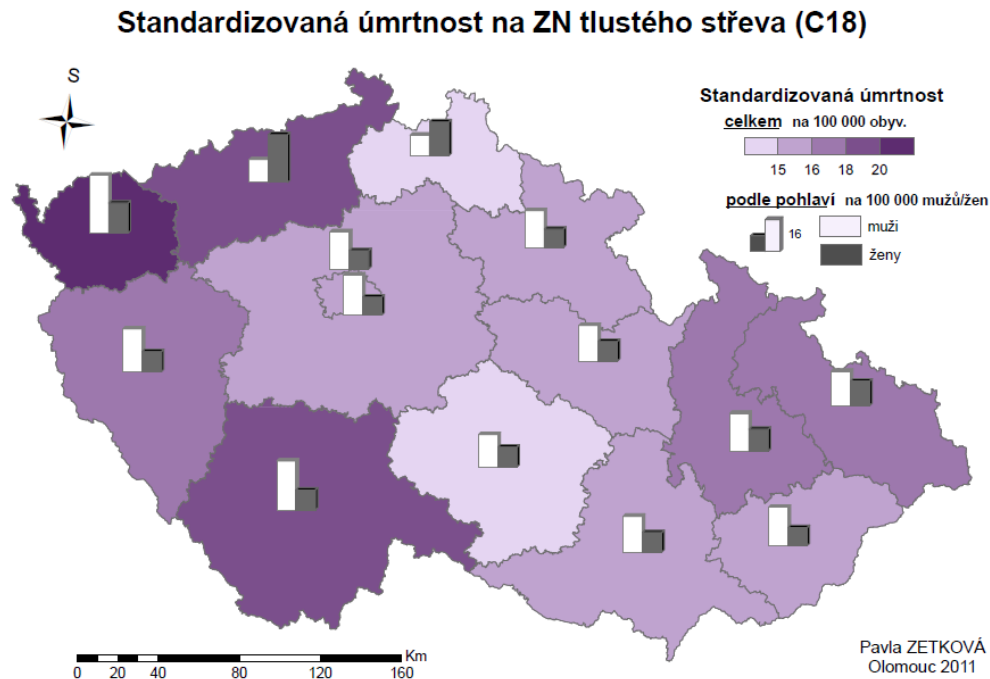 Standardizovaná úmrtnost na ZN tlustého střeva (C18)
S
Standardizovaná úmrtnost
celkem na 100 000 obyv.
15 16 18 20
podle pohlaví na 100 000 mužů/žen
16
muži
ženy
Km
0 20 40 80 120 160
Pavla ZETKOVÁ
Olomouc 2011